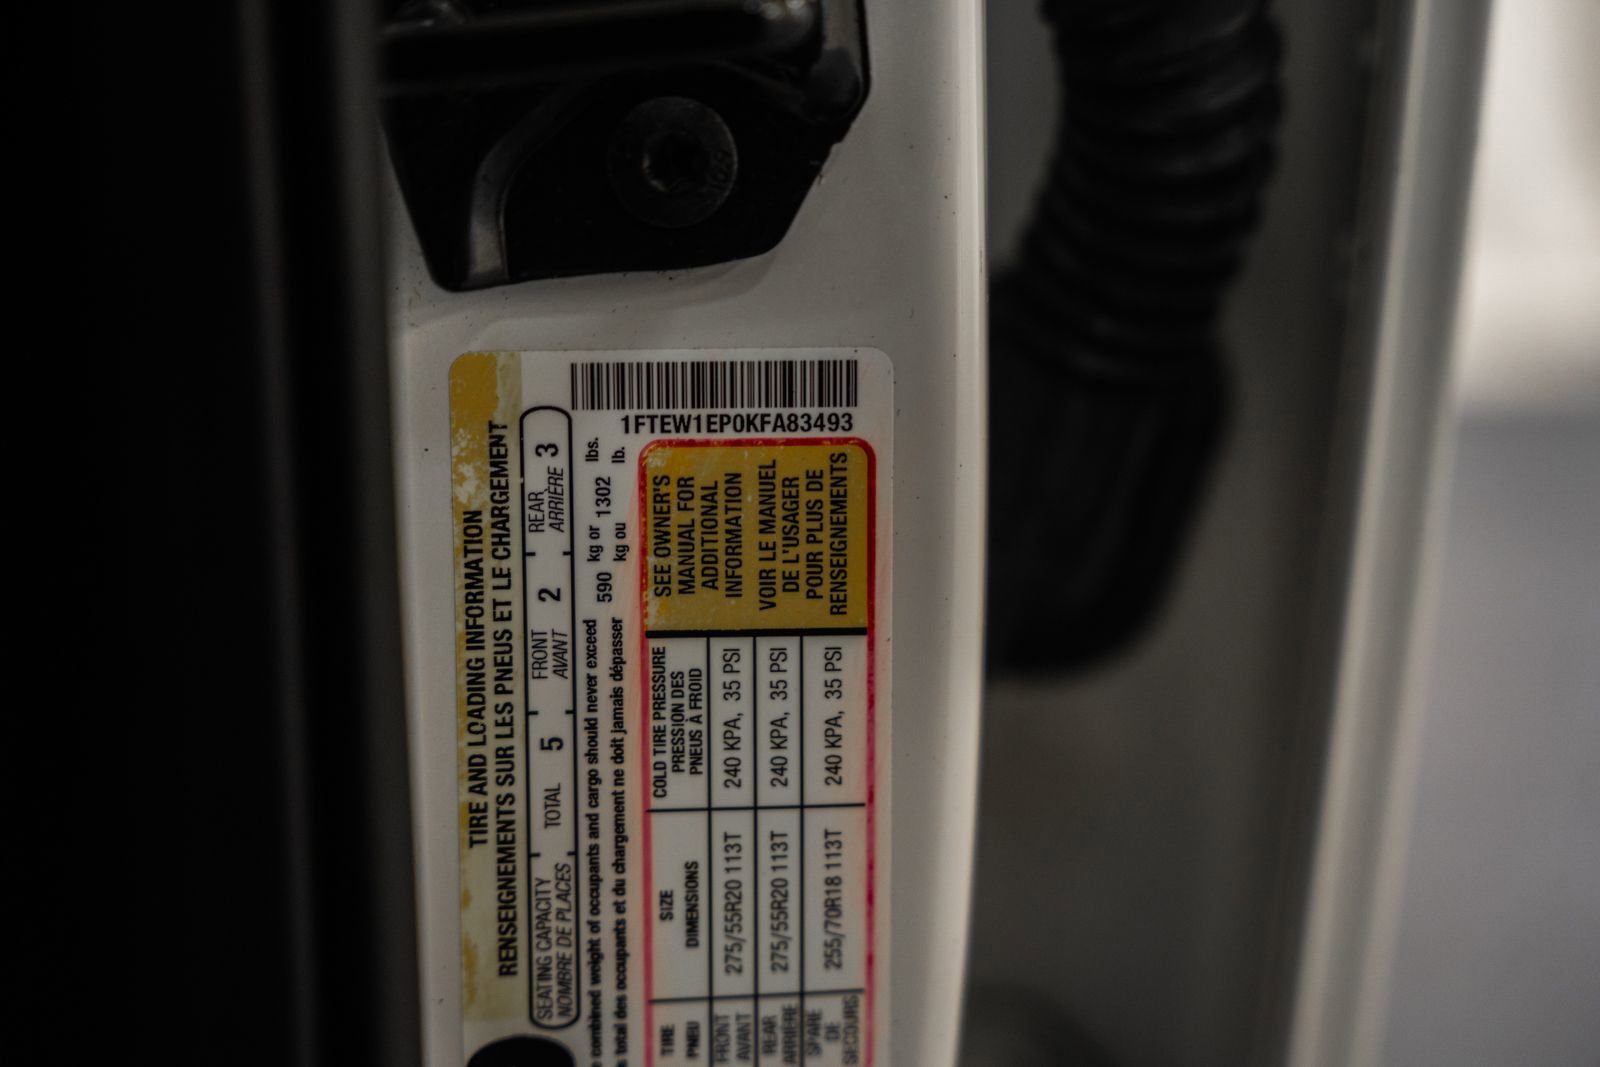 1FTEW1EP0KFA83493
TIRE AND LOADING INFORMATION
RENSEIGNEMENTS SUR LES PNEUS ET LE CHARGEMENT
SEATING CAPACITY TOTAL 5 FRONT 2 REAR 3
NOMBRE DE PLACES AVANT ARRIÈRE
combined weight of occupants and cargo should never exceed 590 kg or 1302 lbs.
total des occupants et du chargement ne doit jamais dépasser kg ou lb.
TIRE SIZE COLD TIRE PRESSURE
PNEU DIMENSIONS PRESSION DES
PNEUS À FROID
FRONT 275/55R20 113T 240 KPA, 35 PSI
AVANT
REAR 275/55R20 113T 240 KPA, 35 PSI
ARRIÈRE
SPARE 255/70R18 113T 240 KPA, 35 PSI
DE
SECOURS
SEE OWNER'S
MANUAL FOR
ADDITIONAL
INFORMATION
VOIR LE MANUEL
DE L'USAGER
POUR PLUS DE
RENSEIGNEMENTS